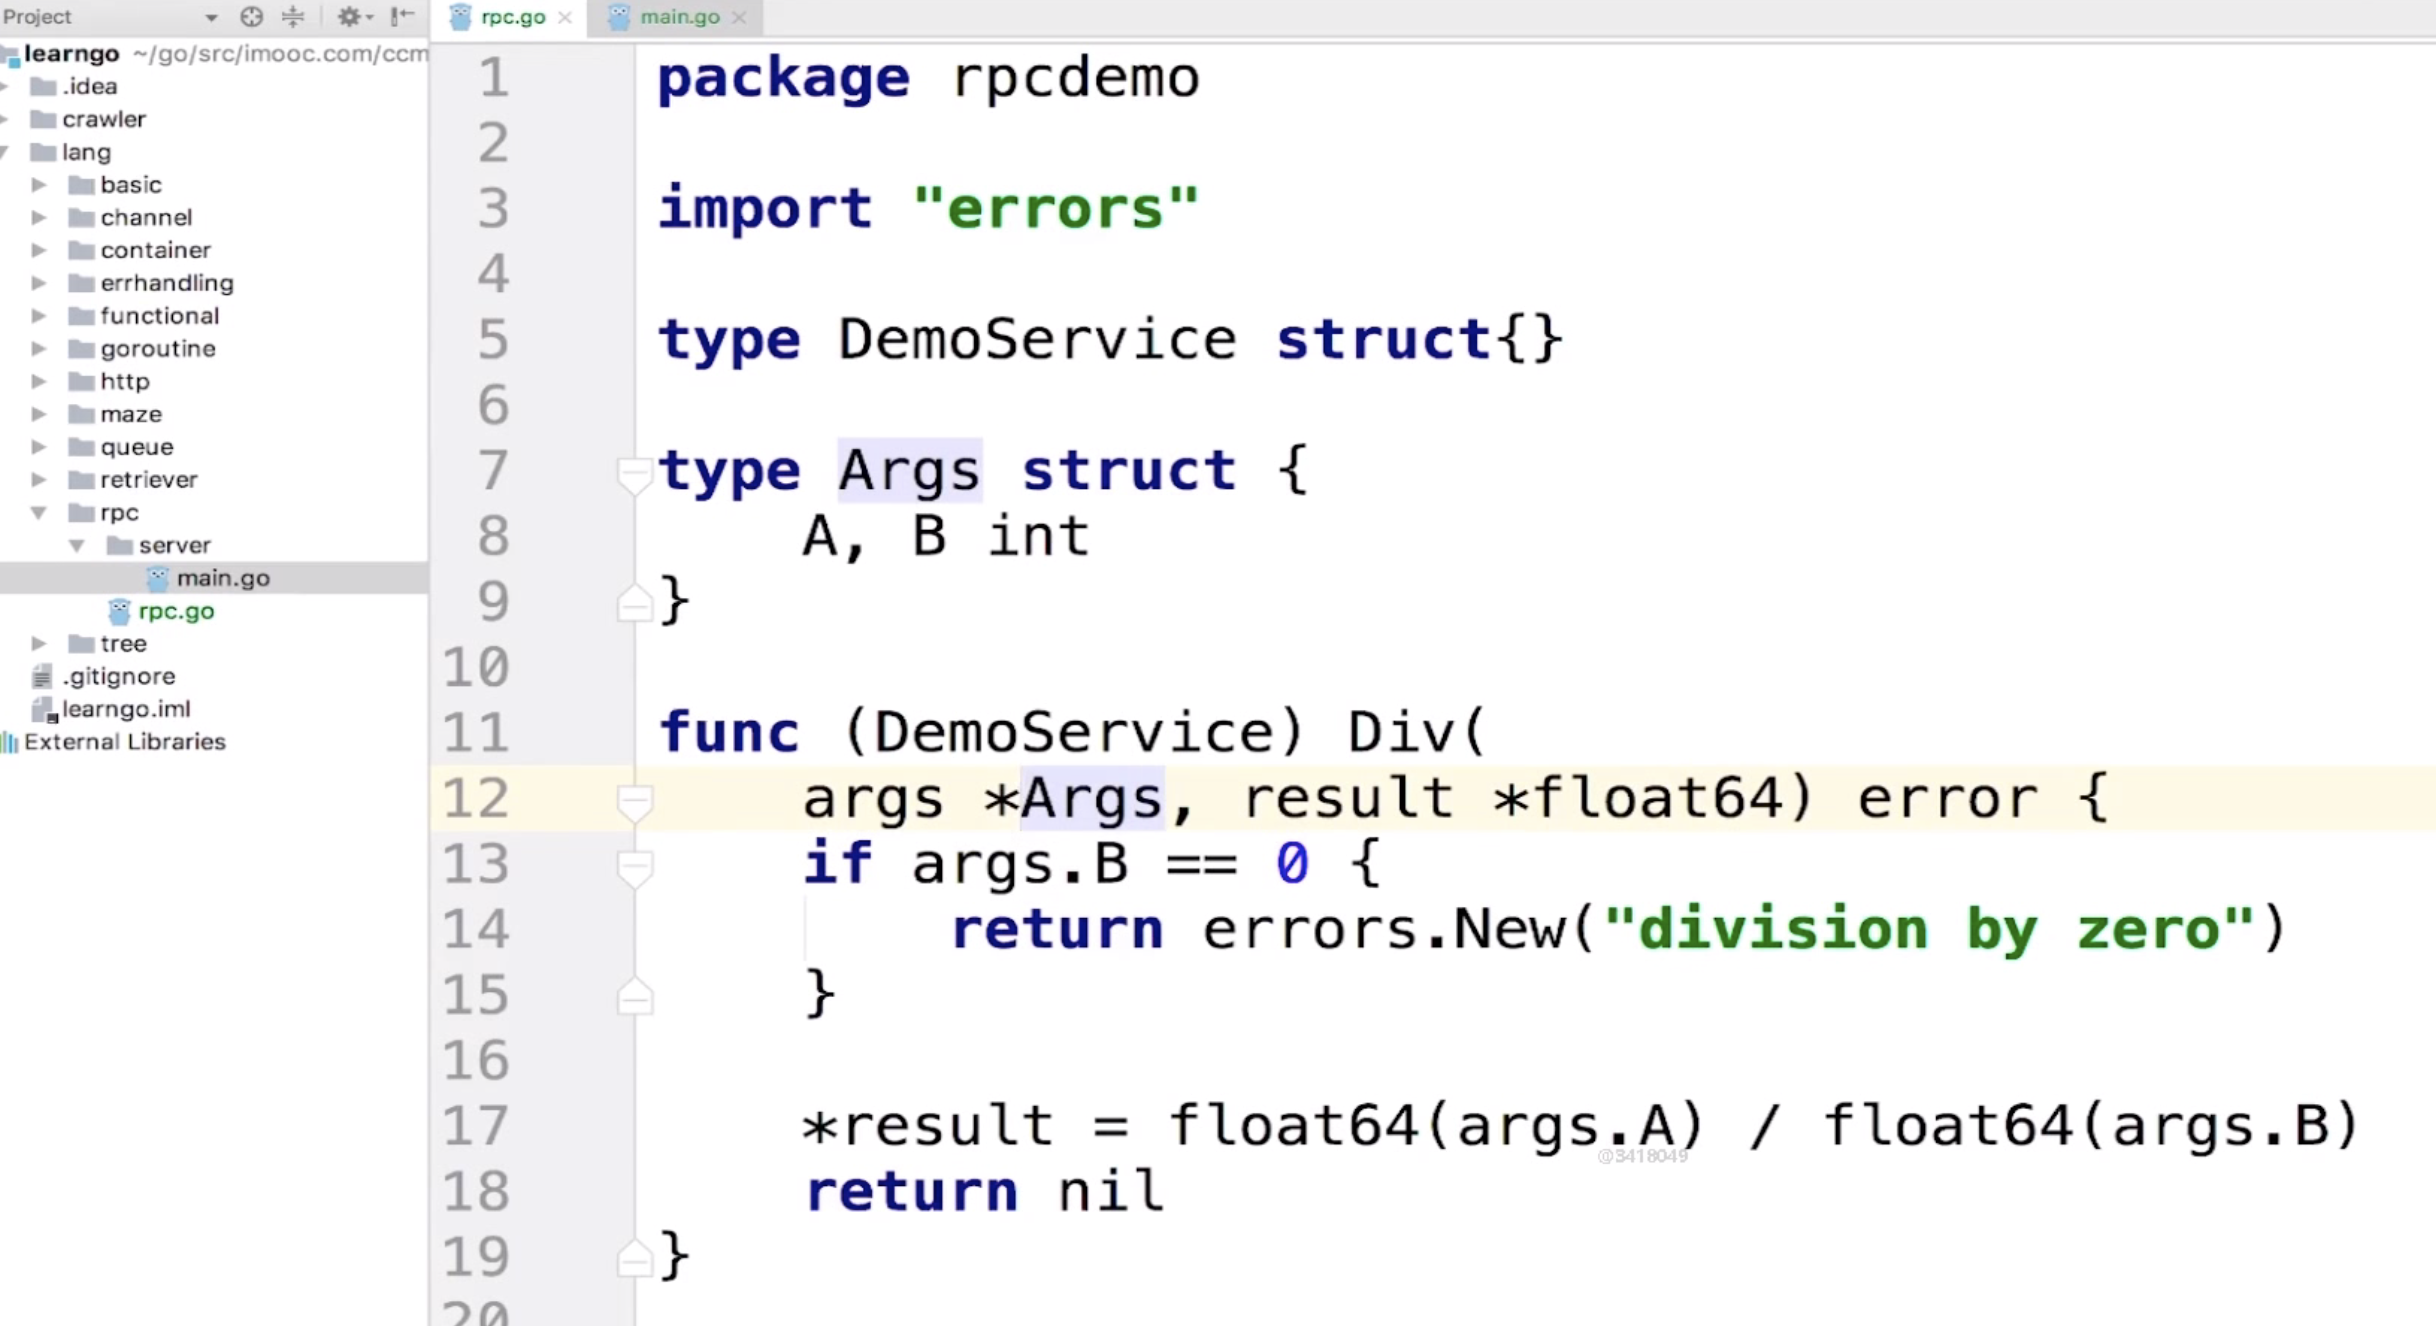 Project
learngo ~/go/src/imooc.com/ccm
.idea
crawler
lang
basic
channel
container
errhandling
functional
goroutine
http
maze
queue
retriever
rpc
server
main.go
rpc.go
tree
.gitignore
learngo.iml
External Libraries
rpc.go main.go
1 package rpcdemo
2
3 import "errors"
4
5 type DemoService struct{}
6
7 type Args struct {
8 A, B int
9 }
10
11 func (DemoService) Div(
12 args *Args, result *float64) error {
13 if args.B == 0 {
14 return errors.New("division by zero")
15 }
16
17 *result = float64(args.A) / float64(args.B)
@3418049
18 return nil
19 }
20